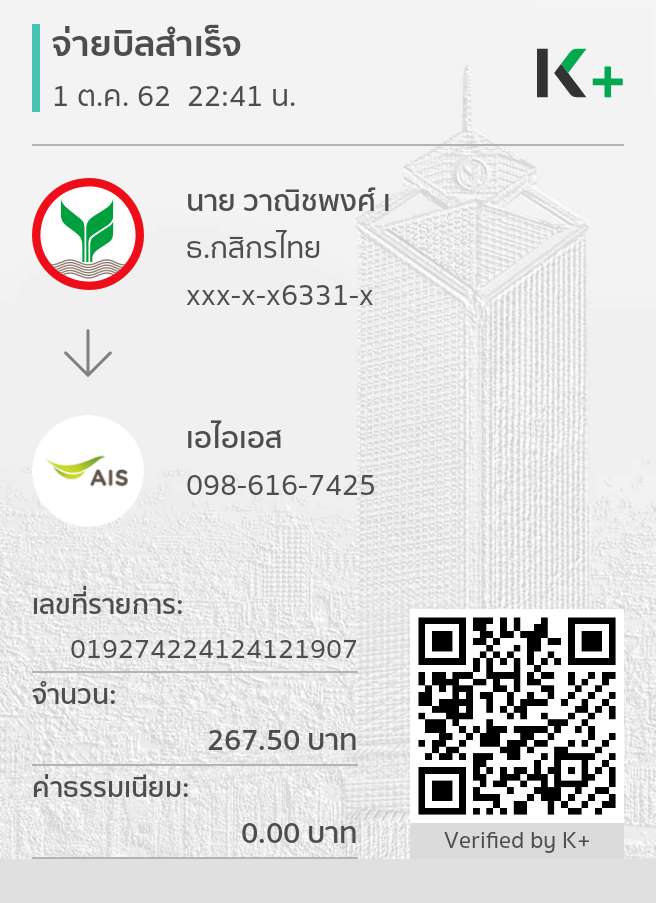 จ่ายบิลสำเร็จ
1 ต.ค. 62 22:41 น.
K+
นาย วาณิชพงศ์ เ
ธ.กสิกรไทย
xxx-x-x6331-x
AIS
เอไอเอส
098-616-7425
เลขที่รายการ:
019274224124121907
จำนวน:
267.50 บาท
ค่าธรรมเนียม:
0.00 บาท
Verified by K+